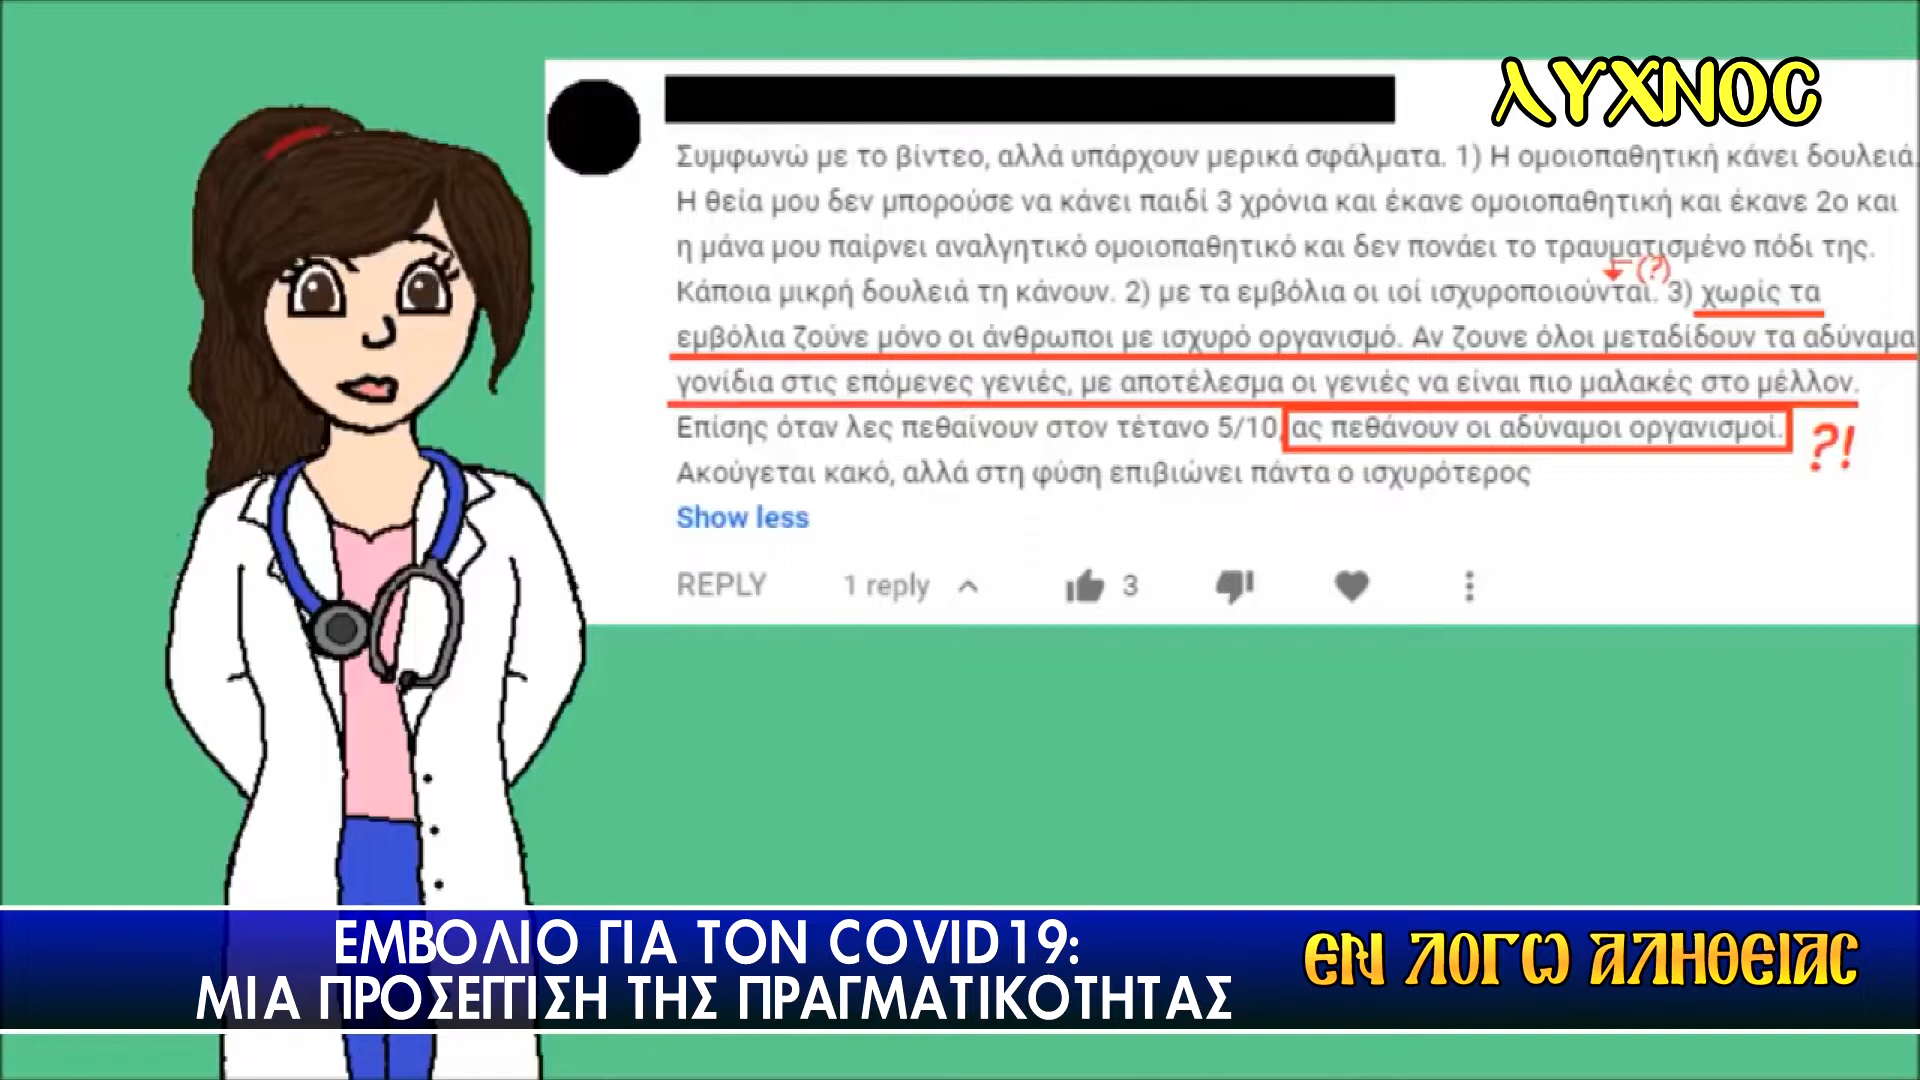 ΛΥΧΝΟC
Συμφωνώ με το βίντεο, αλλά υπάρχουν μερικά σφάλματα. 1) Η ομοιοπαθητική κάνει δουλειά.
Η θεία μου δεν μπορούσε να κάνει παιδί 3 χρόνια και έκανε ομοιοπαθητική και έκανε 2ο και
η μάνα μου παίρνει αναλγητικό ομοιοπαθητικό και δεν πονάει το τραυματισμένο πόδι της.
(?)
Κάποια μικρή δουλειά τη κάνουν. 2) με τα εμβόλια οι ιοί ισχυροποιούνται. 3) χωρίς τα
εμβόλια ζούνε μόνο οι άνθρωποι με ισχυρό οργανισμό. Αν ζουνε όλοι μεταδίδουν τα αδύναμα
γονίδια στις επόμενες γενιές, με αποτέλεσμα οι γενιές να είναι πιο μαλακές στο μέλλον.
Επίσης όταν λες πεθαίνουν στον τέτανο 5/10, ας πεθάνουν οι αδύναμοι οργανισμοί. ?!
Ακούγεται κακό, αλλά στη φύση επιβιώνει πάντα ο ισχυρότερος
Show less
REPLY 1 reply 3
ΕΜΒΟΛΙΟ ΓΙΑ ΤΟΝ COVID19:
ΜΙΑ ΠΡΟΣΕΓΓΙΣΗ ΤΗΣ ΠΡΑΓΜΑΤΙΚΟΤΗΤΑΣ
ΕΝ ΛΟΓΩ ΑΛΗΘΕΙΑC